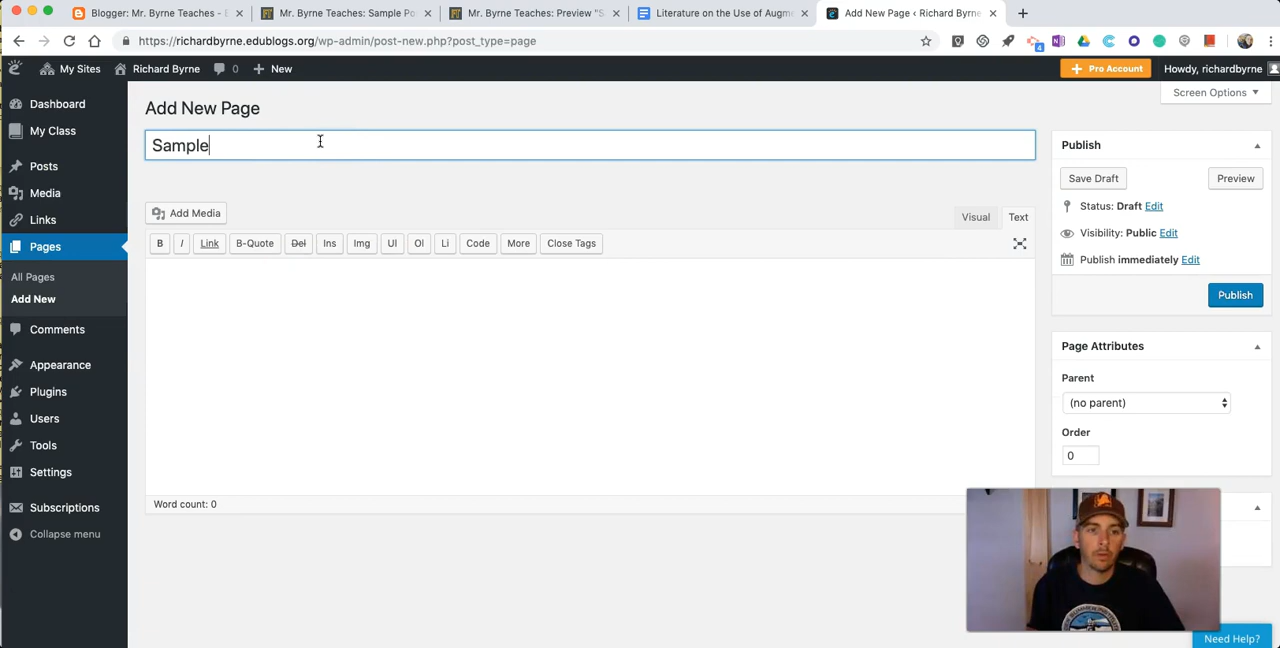 Blogger: Mr. Byrne Teaches - E
Mr. Byrne Teaches: Sample Po
Mr. Byrne Teaches: Preview "S
Literature on the Use of Augme
Add New Page ‹ Richard Byrne
https://richardbyrne.edublogs.org/wp-admin/post-new.php?post_type=page
4
My Sites
Richard Byrne
0
New
Pro Account
Howdy, richardbyrne
Screen Options
Dashboard
My Class
Posts
Media
Links
Pages
All Pages
Add New
Comments
Appearance
Plugins
Users
Tools
Settings
Subscriptions
Collapse menu
Add New Page
Sample
Add Media
Visual
Text
B
I
Link
B-Quote
Del
Ins
Img
Ul
Ol
Li
Code
More
Close Tags
Word count: 0
Publish
Save Draft
Preview
Status: Draft Edit
Visibility: Public Edit
Publish immediately Edit
Publish
Page Attributes
Parent
(no parent)
Order
0
Need Help?